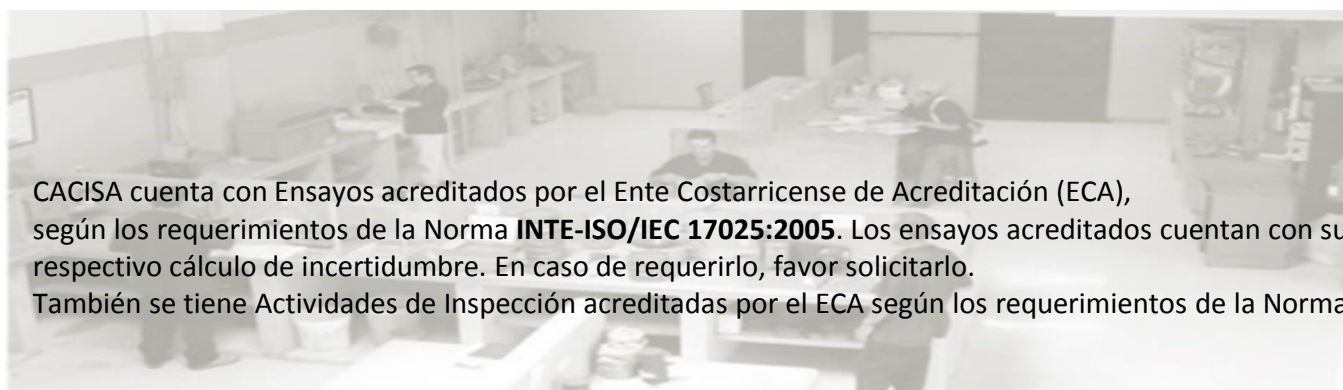 CACISA cuenta con Ensayos acreditados por el Ente Costarricense de Acreditación (ECA),
según los requerimientos de la Norma INTE-ISO/IEC 17025:2005. Los ensayos acreditados cuentan con su
respectivo cálculo de incertidumbre. En caso de requerirlo, favor solicitarlo.
También se tiene Actividades de Inspección acreditadas por el ECA según los requerimientos de la Norma